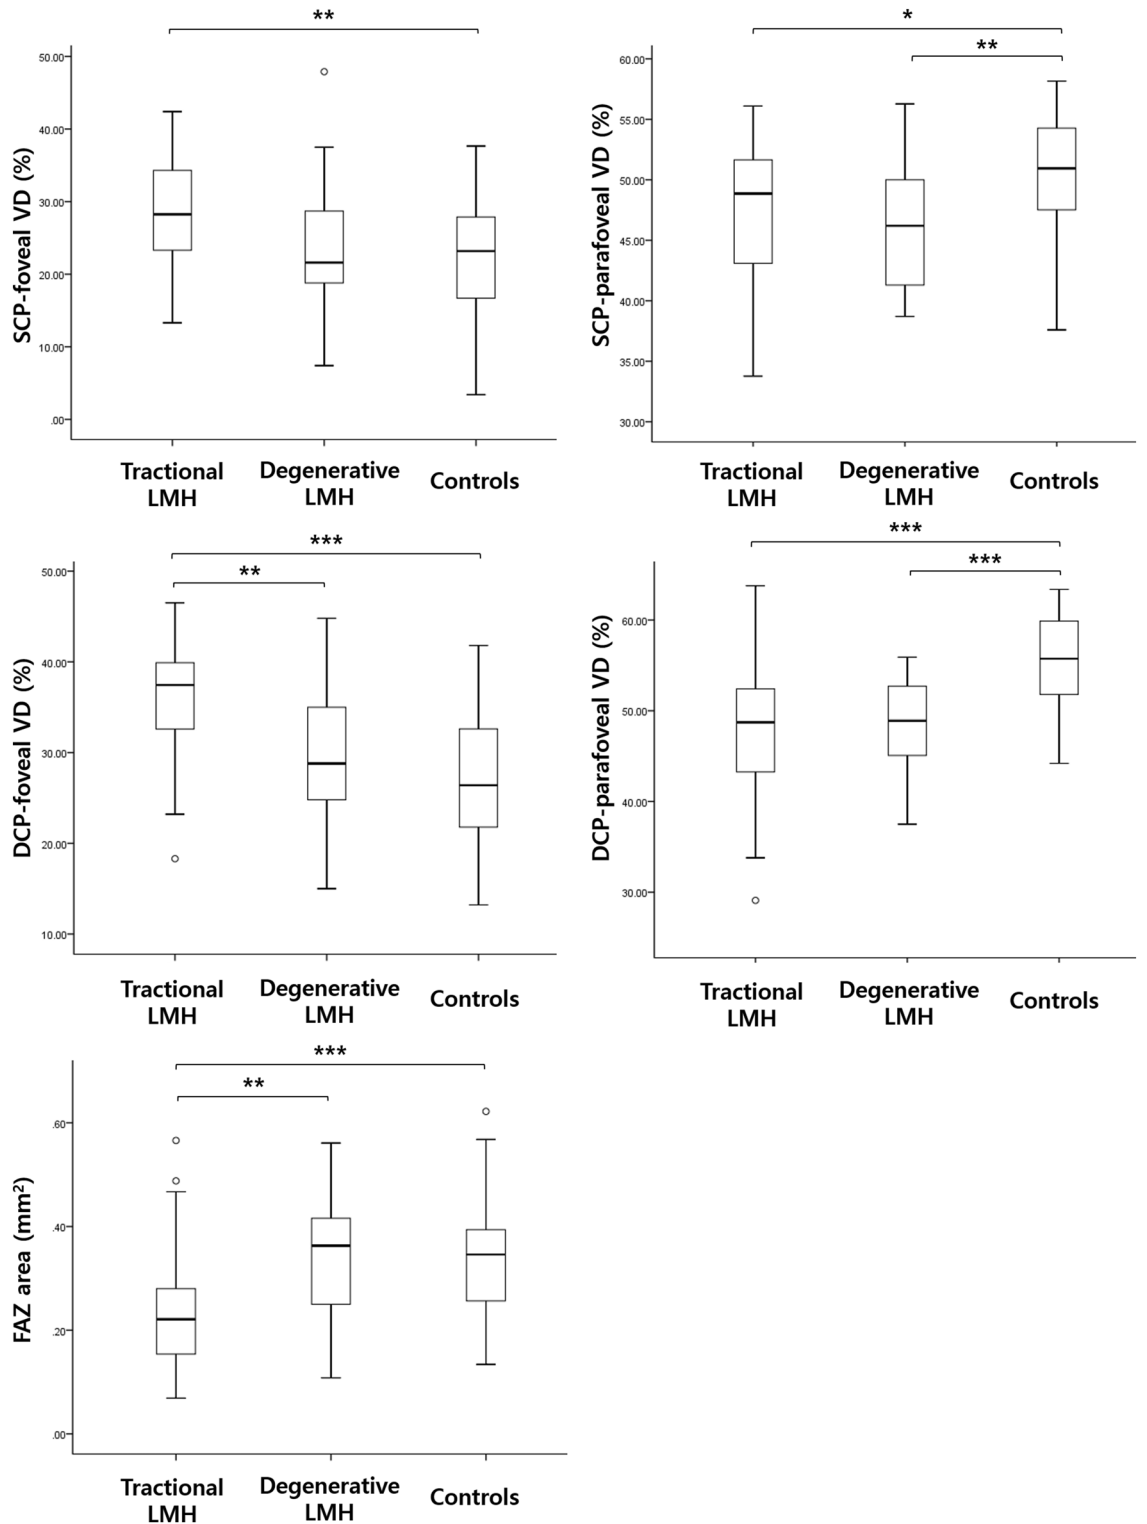 **
SCP-foveal VD (%)
50.00
40.00
30.00
20.00
10.00
.00
Tractional
LMH
Degenerative
LMH
Controls
*
**
SCP-parafoveal VD (%)
60.00
55.00
50.00
45.00
40.00
35.00
30.00
Tractional
LMH
Degenerative
LMH
Controls
***
**
DCP-foveal VD (%)
50.00
40.00
30.00
20.00
10.00
Tractional
LMH
Degenerative
LMH
Controls
***
***
DCP-parafoveal VD (%)
60.00
50.00
40.00
30.00
Tractional
LMH
Degenerative
LMH
Controls
***
**
FAZ area (mm²)
.60
.40
.20
.00
Tractional
LMH
Degenerative
LMH
Controls